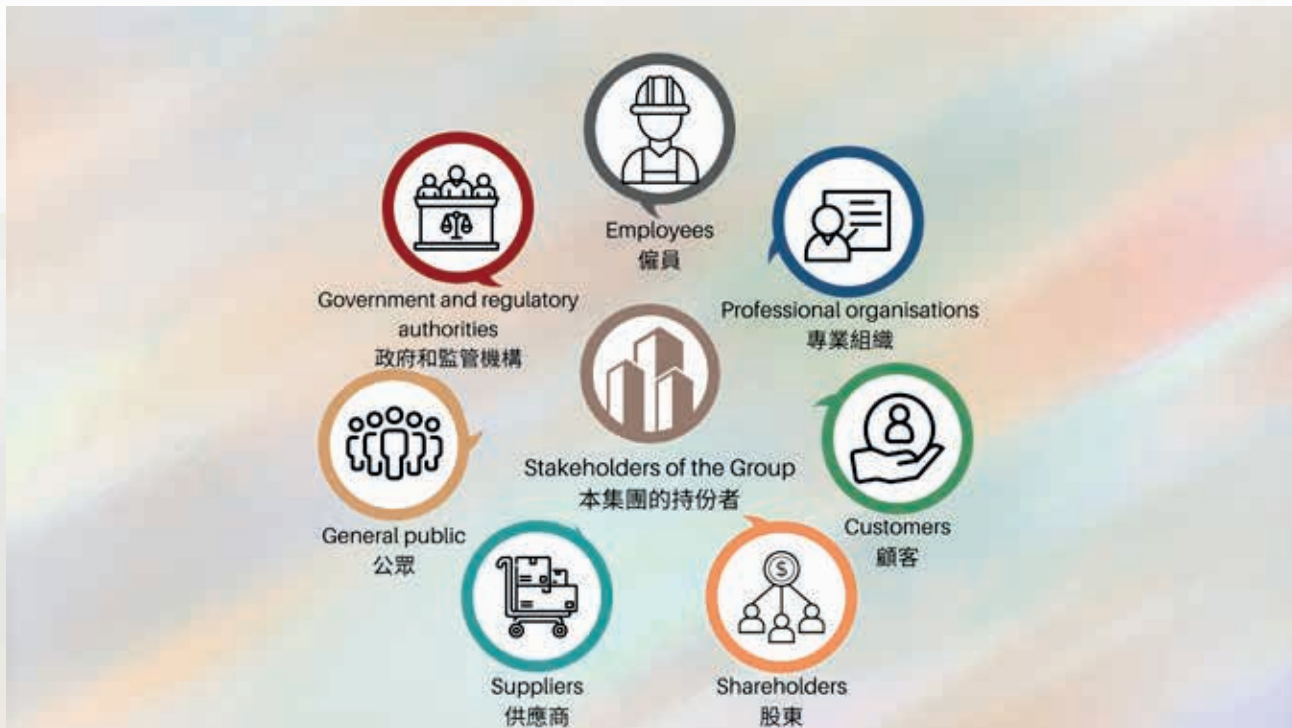 Employees
僱員
Government and regulatory
authorities
政府和監管機構
Professional organisations
專業組織
Stakeholders of the Group
本集團的持份者
General public
公眾
Customers
顧客
Suppliers
供應商
Shareholders
股東
$